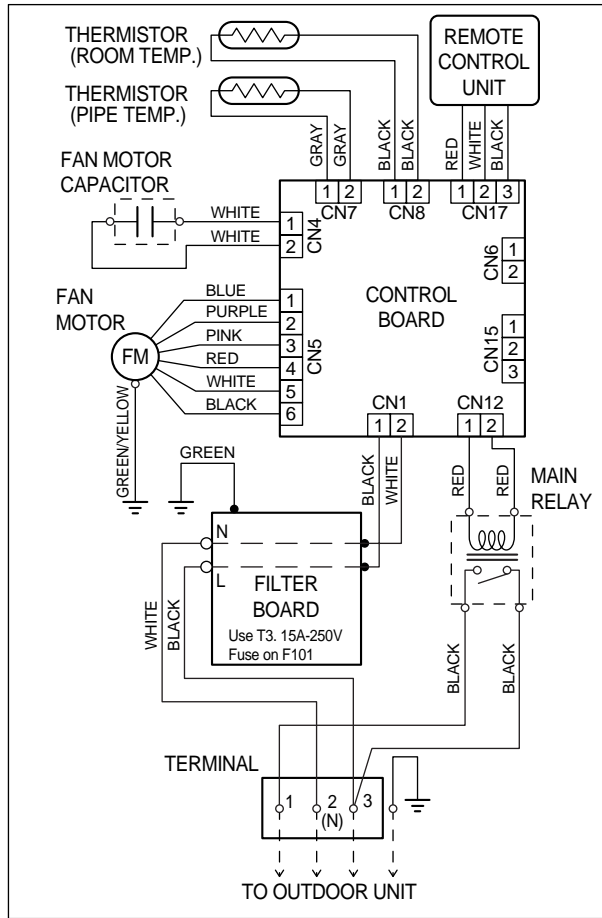 THERMISTOR
(ROOM TEMP.)
REMOTE
CONTROL
UNIT
THERMISTOR
(PIPE TEMP.)
GRAY
GRAY
BLACK
BLACK
RED
WHITE
BLACK
FAN MOTOR
CAPACITOR
1 2
CN7
1 2
CN8
1 2 3
CN17
WHITE
WHITE
1
2
CN4
CN6
1
2
FAN
MOTOR
FM
BLUE
PURPLE
PINK
RED
WHITE
BLACK
1
2
3
4
5
6
CN5
CONTROL
BOARD
CN15
1
2
3
CN1
1 2
CN12
1 2
GREEN/YELLOW
GREEN
BLACK
WHITE
RED
RED
MAIN
RELAY
N
L
FILTER
BOARD
Use T3. 15A-250V
Fuse on F101
WHITE
BLACK
BLACK
BLACK
TERMINAL
1 2 3
(N)
TO OUTDOOR UNIT